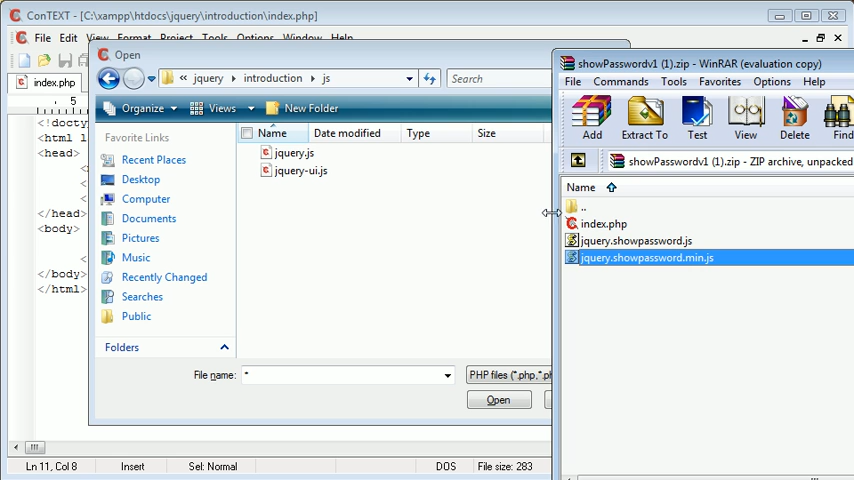 ConTEXT - [C:\xampp\htdocs\jquery\introduction\index.php]
File Edit View Format Project Tools Options Window Help
index.php
5
<!docty
<html l
<head>
<
</head>
<body>
<
</body>
</html>
Ln 11, Col 8 Insert Sel: Normal DOS File size: 283
Open
« jquery introduction js Search
Organize Views New Folder
Favorite Links
Recent Places
Desktop
Computer
Documents
Pictures
Music
Recently Changed
Searches
Public
Folders
Name Date modified Type Size
jquery.js
jquery-ui.js
File name: * PHP files (*.php,*.ph
Open
showPasswordv1 (1).zip - WinRAR (evaluation copy)
File Commands Tools Favorites Options Help
Add Extract To Test View Delete Find
showPasswordv1 (1).zip - ZIP archive, unpacked
Name
..
index.php
jquery.showpassword.js
jquery.showpassword.min.js